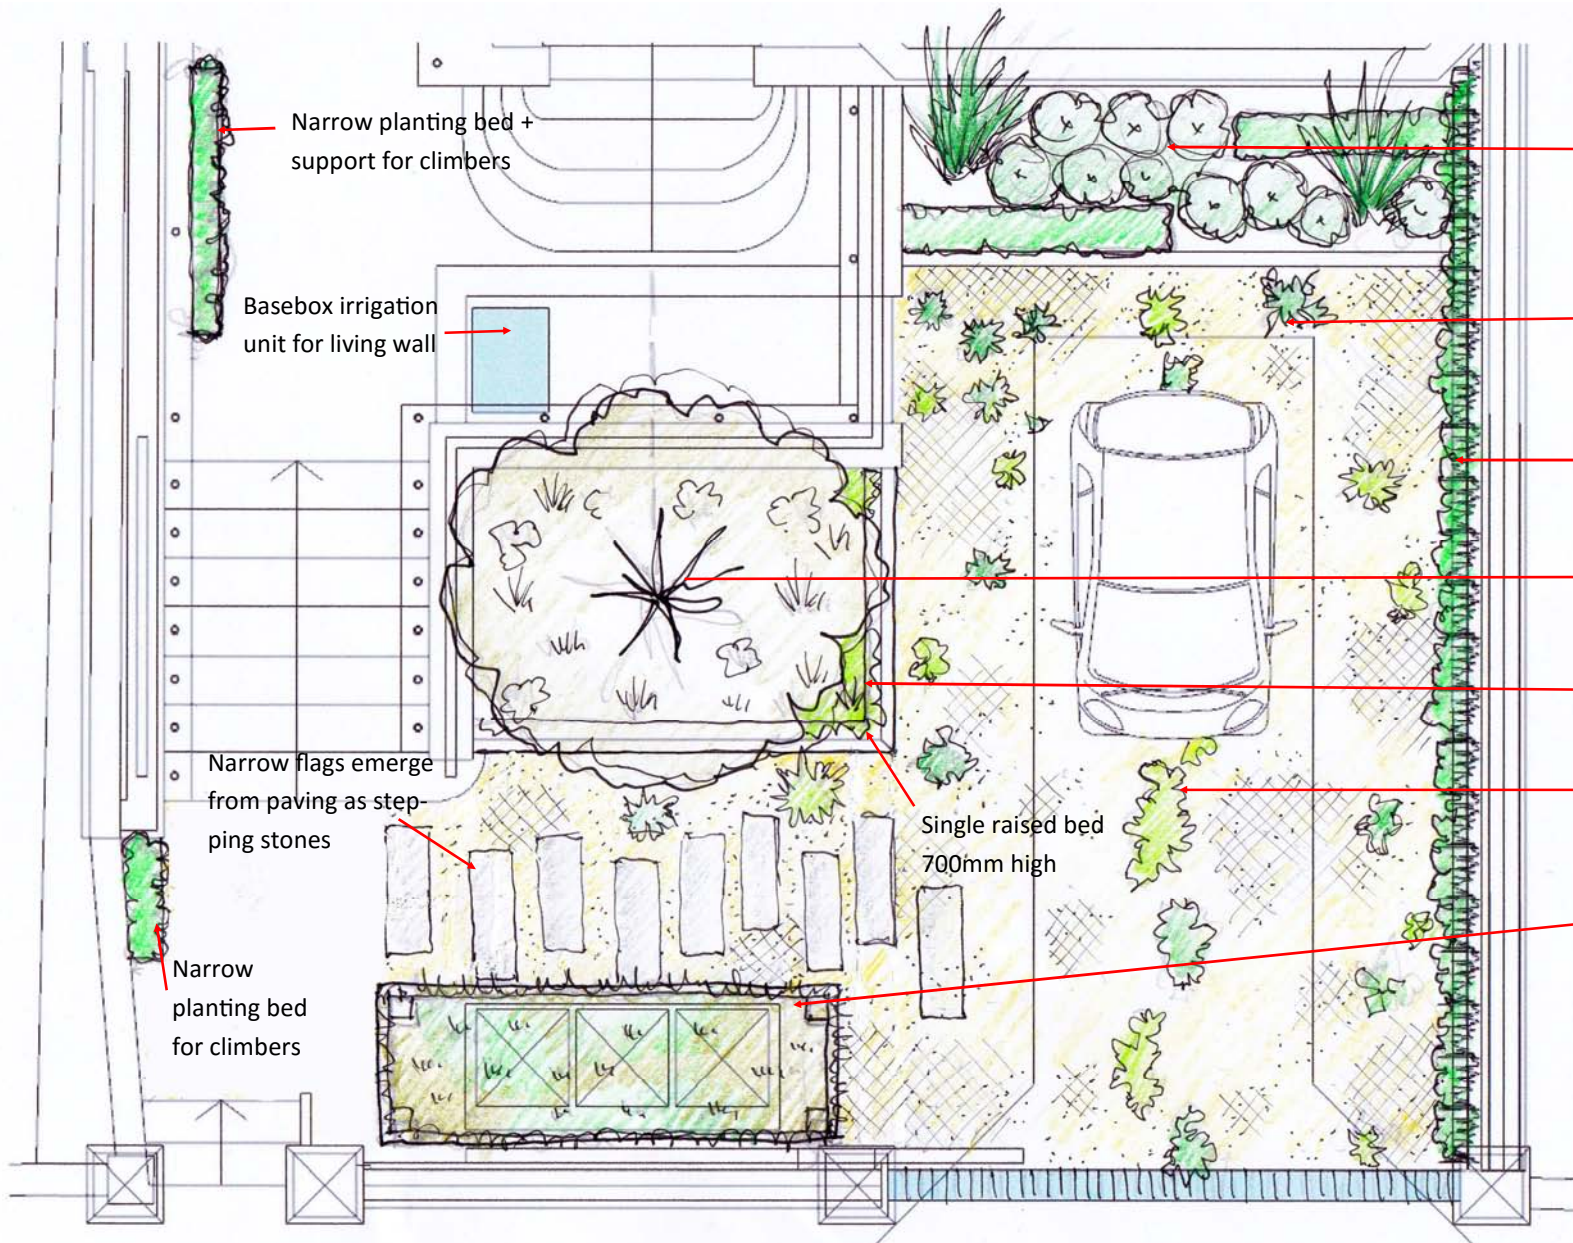 Narrow planting bed +
support for climbers
Basebox irrigation
unit for living wall
Narrow flags emerge
from paving as step-
ping stones
Single raised bed
700mm high
Narrow
planting bed
for climbers